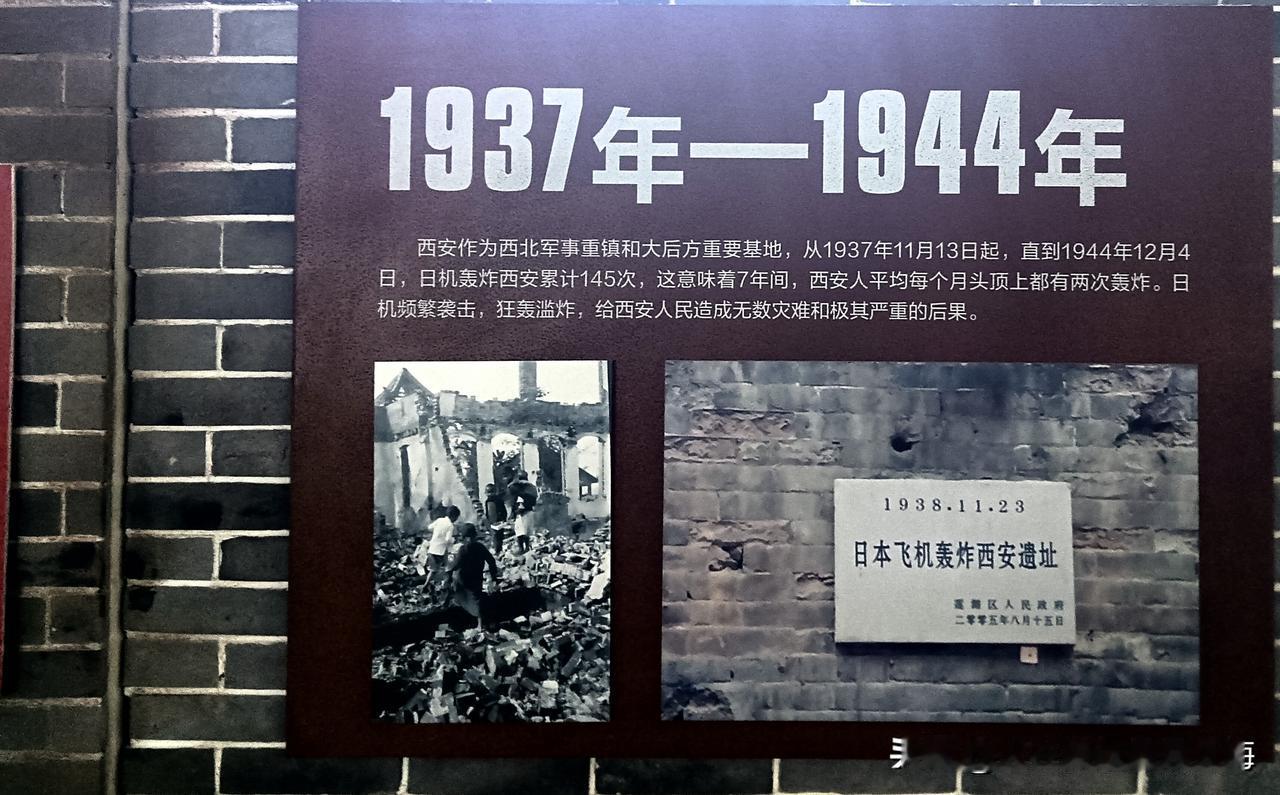 1937年—1944年
西安作为西北军事重镇和大后方重要基地，从1937年11月13日起，直到1944年12月4
日，日机轰炸西安累计145次，这意味着7年间，西安人平均每个月头顶上都有两次轰炸。日
机频繁袭击，狂轰滥炸，给西安人民造成无数灾难和极其严重的后果。
1938.11.23
日本飞机轰炸西安遗址
莲湖区人民政府
二零零五年八月十五日